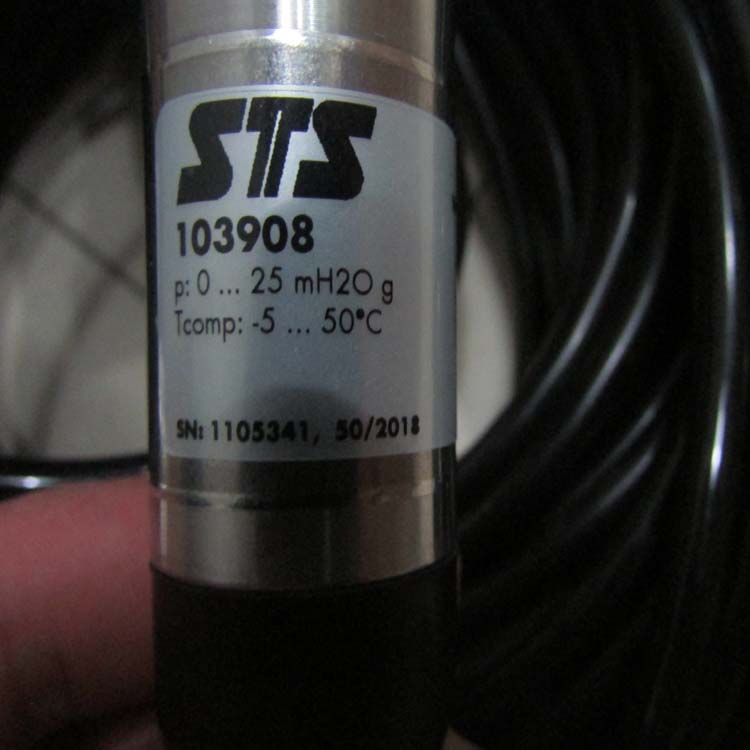 STS
103908
p: 0 ... 25 mH2O g
Tcomp: -5 ... 50°C
SN: 1105341, 50/2018